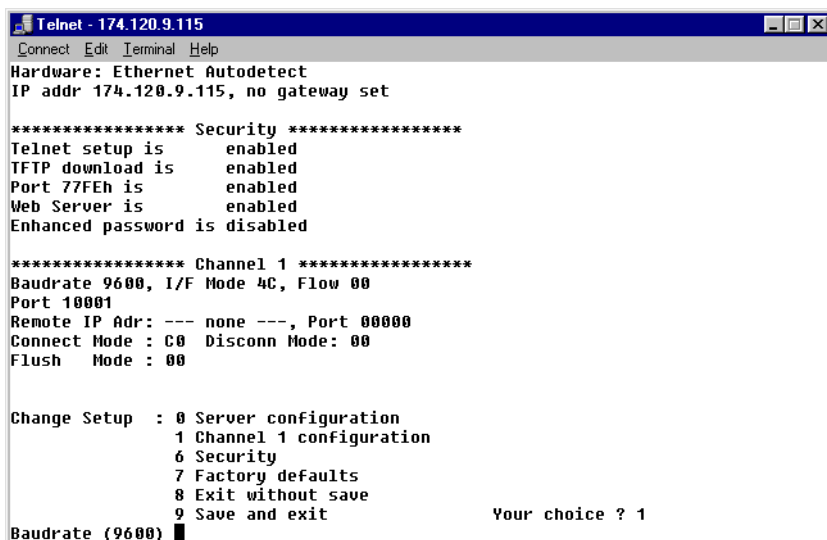 Telnet - 174.120.9.115
Connect Edit Terminal Help
Hardware: Ethernet Autodetect
IP addr 174.120.9.115, no gateway set
***************** Security *****************
Telnet setup is      enabled
TFTP download is     enabled
Port 77FEh is        enabled
Web Server is        enabled
Enhanced password is disabled
***************** Channel 1 *****************
Baudrate 9600, I/F Mode 4C, Flow 00
Port 10001
Remote IP Adr: --- none ---, Port 00000
Connect Mode : C0  Disconn Mode: 00
Flush   Mode : 00
Change Setup  : 0 Server configuration
                1 Channel 1 configuration
                6 Security
                7 Factory defaults
                8 Exit without save
                9 Save and exit                Your choice ? 1
Baudrate (9600)